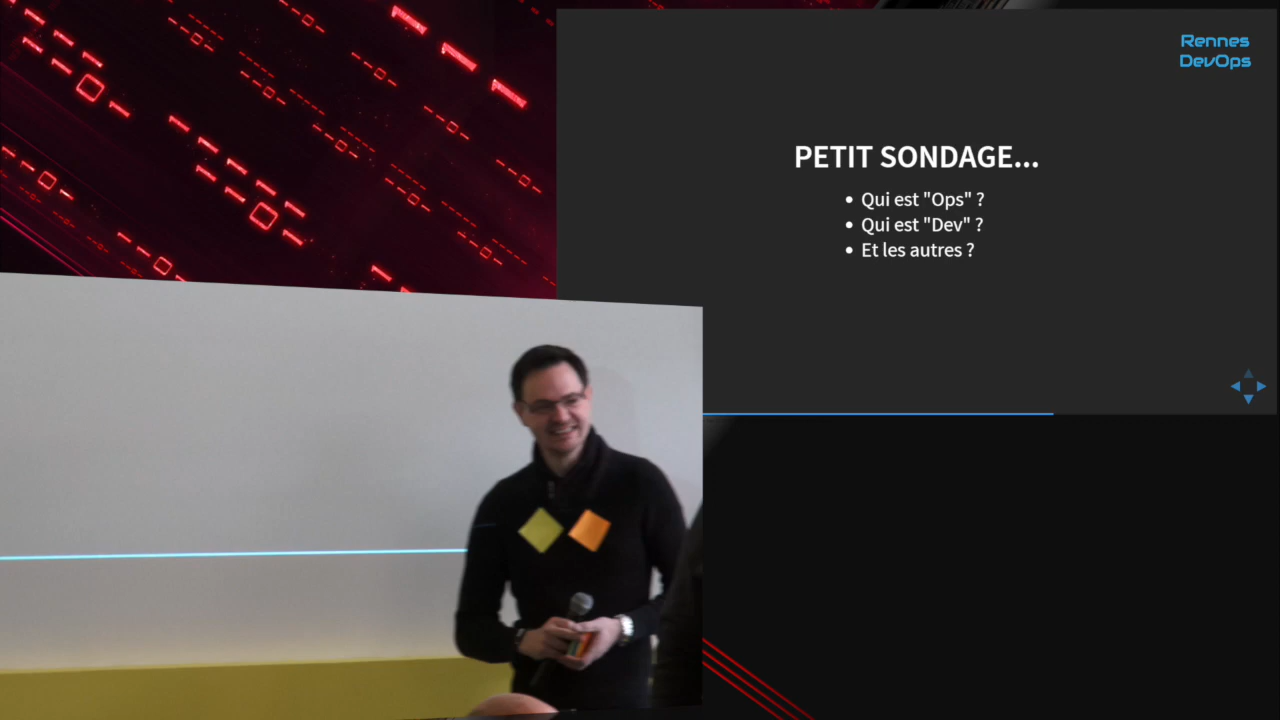 Rennes
DevOps
PETIT SONDAGE...
Qui est "Ops" ?
Qui est "Dev" ?
Et les autres ?